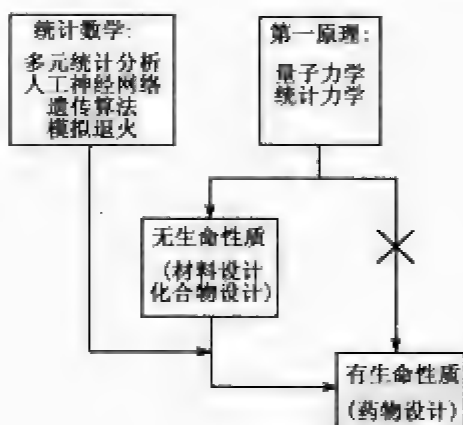 统计数学:
多元统计分析
人工神经网络
遗传算法
模拟退火
第一原理:
量子力学
统计力学
无生命性质
(材料设计
化合物设计)
有生命性质
(药物设计)